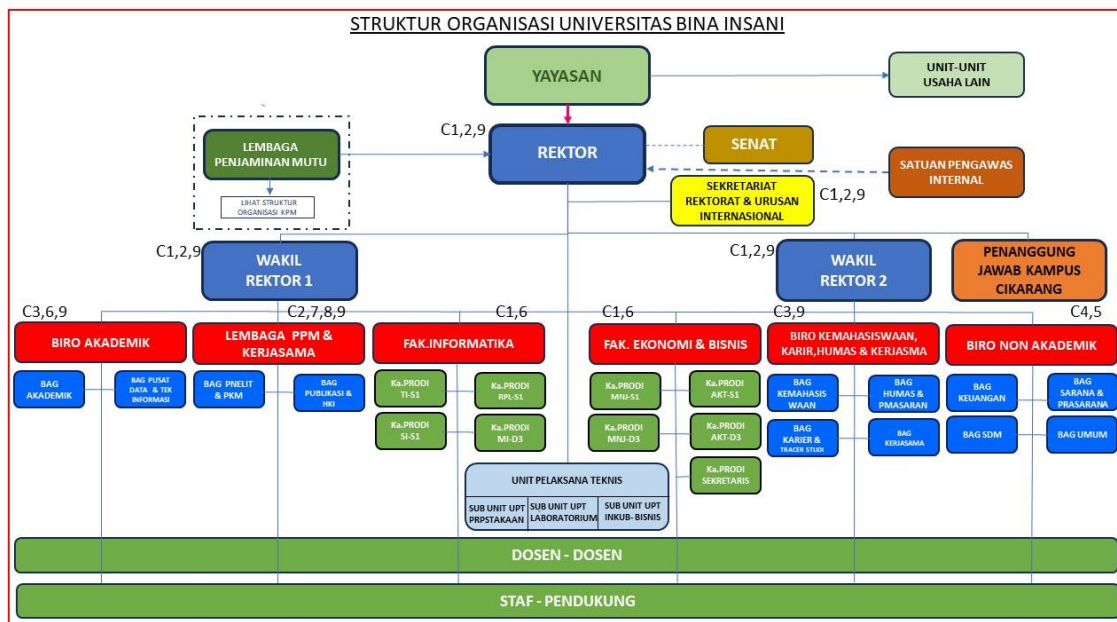 STRUKTUR ORGANISASI UNIVERSITAS BINA INSANI
YAYASAN
UNIT-UNIT
USAHA LAIN
C1,2,9
LEMBAGA
PENJAMINAN MUTU
REKTOR
SENAT
SATUAN PENGAWAS
INTERNAL
LIHAT STRUKTUR
ORGANISASI KPM
SEKRETARIAT
REKTORAT & URUSAN
INTERNASIONAL
C1,2,9
C1,2,9
WAKIL
REKTOR 1
C1,2,9
WAKIL
REKTOR 2
PENANGGUNG
JAWAB KAMPUS
CIKARANG
C3,6,9
C2,7,8,9
C1,6
C1,6
C3,9
C4,5
BIRO AKADEMIK
LEMBAGA PPM &
KERJASAMA
FAK.INFORMATIKA
FAK. EKONOMI & BISNIS
BIRO KEMAHASISWAAN,
KARIR,HUMAS & KERJASMA
BIRO NON AKADEMIK
BAG
AKADEMIK
BAG PUSAT
DATA & TEK
INFORMASI
BAG PNELIT
& PKM
BAG
PUBLIKASI &
HKI
Ka.PRODI
TI-S1
Ka.PRODI
RPL-S1
Ka.PRODI
SI-S1
Ka.PRODI
MI-D3
Ka.PRODI
MNJ-S1
Ka.PRODI
AKT-S1
Ka.PRODI
MNJ-D3
Ka.PRODI
AKT-D3
Ka.PRODI
SEKRETARIS
BAG
KEMAHASIS
WAAN
BAG
HUMAS &
PMASARAN
BAG
KARIER &
TRACER STUDI
BAG
KERJASAMA
BAG
KEUANGAN
BAG
SARANA &
PRASARANA
BAG SDM
BAG UMUM
UNIT PELAKSANA TEKNIS
SUB UNIT UPT
PRPSTAKAAN
SUB UNIT UPT
LABORATORIUM
SUB UNIT UPT
INKUB- BISNIS
DOSEN - DOSEN
STAF - PENDUKUNG